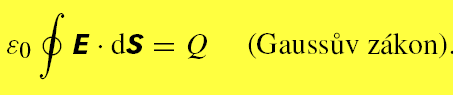 ε₀ ∮ E · dS = Q (Gaussův zákon).